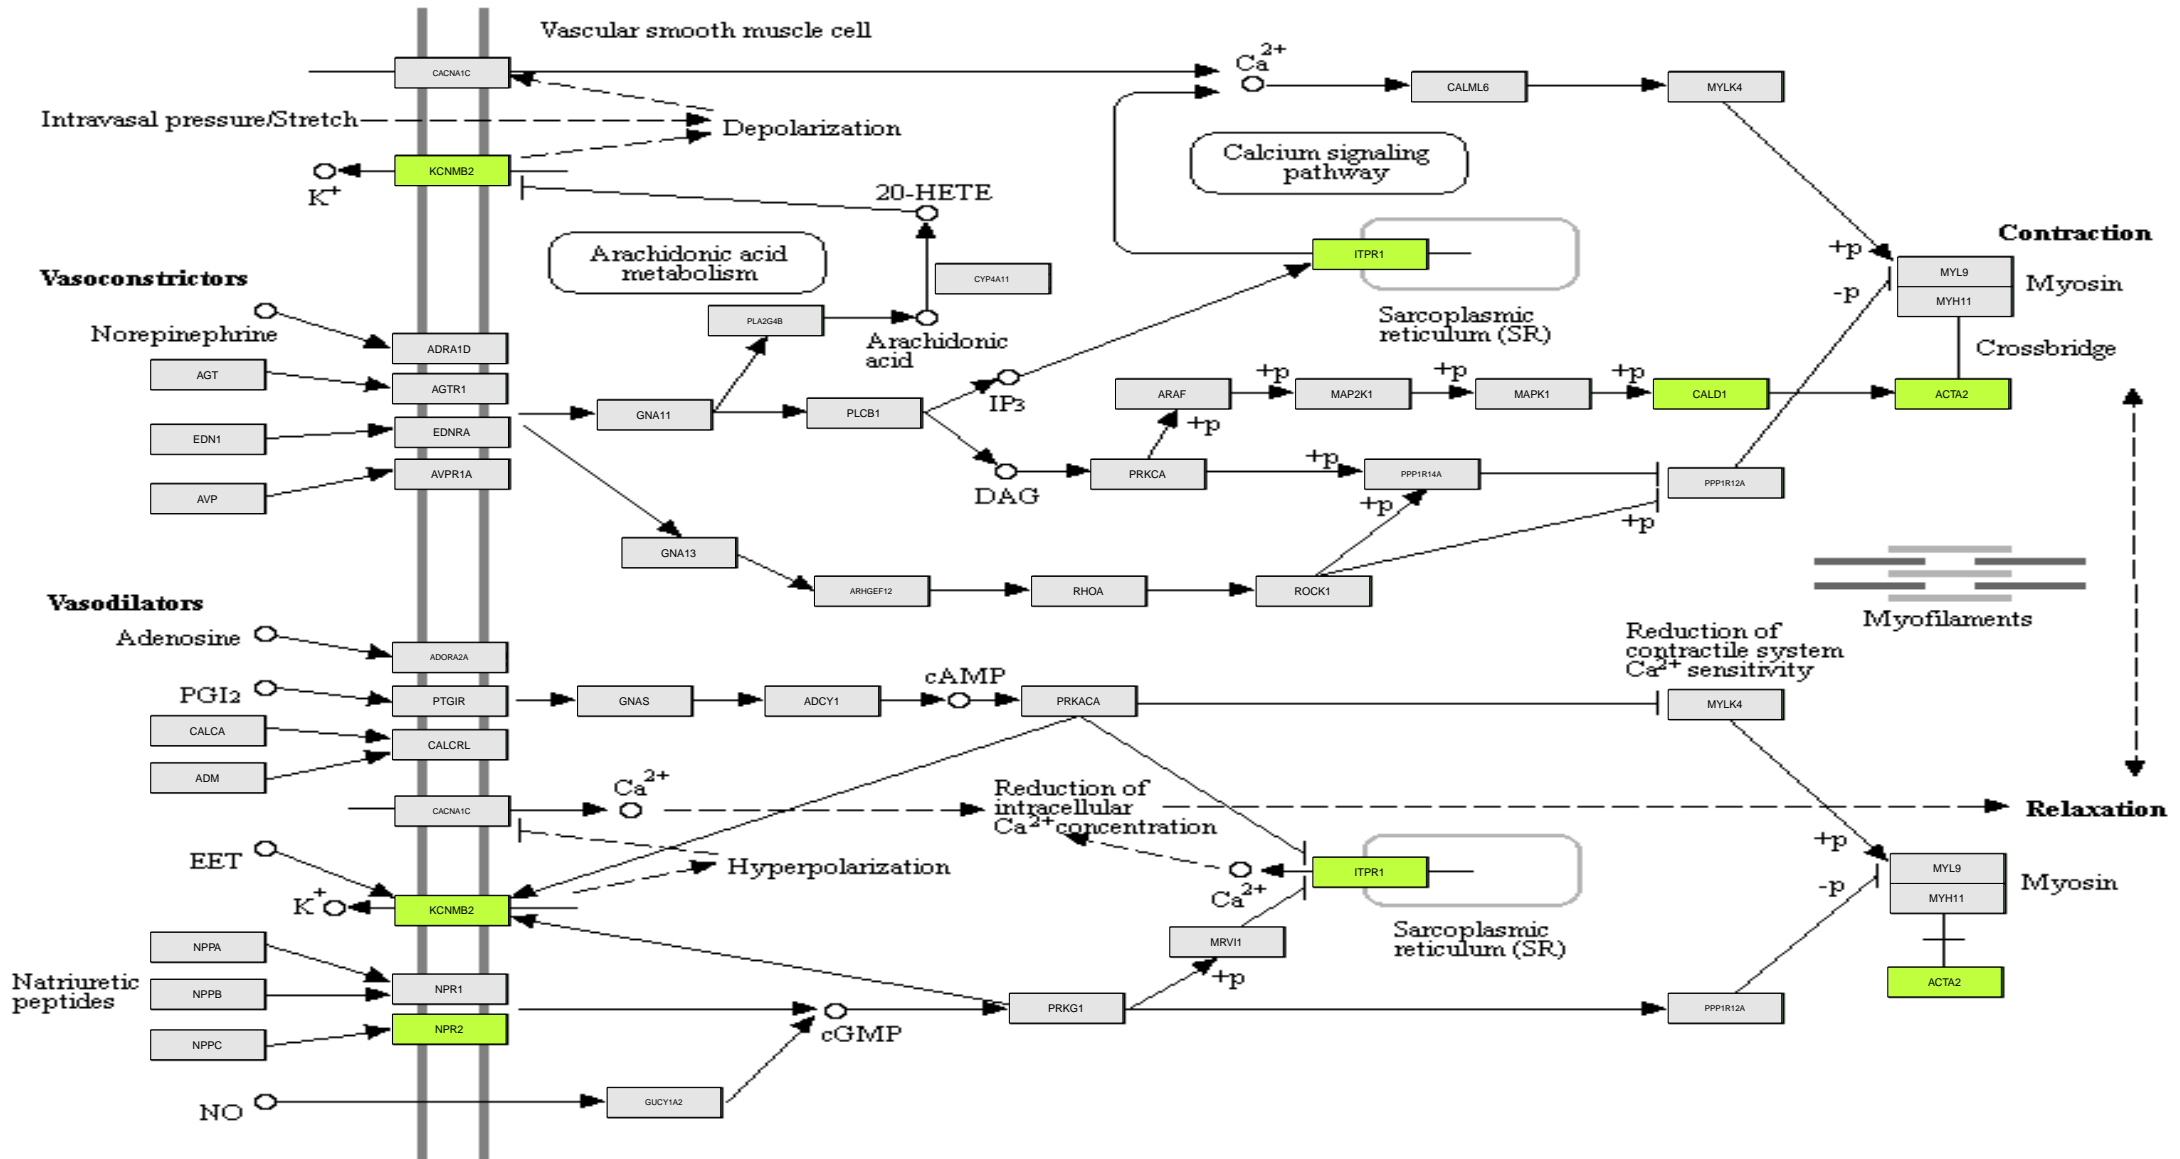 Vascular smooth muscle cell
CACNA1C
Ca2+
CALML6
MYLK4
Intravasal pressure/Stretch
Depolarization
KCNMB2
K+
Calcium signaling
pathway
20-HETE
Arachidonic acid
metabolism
CYP4A11
ITPR1
Sarcoplasmic
reticulum (SR)
+p
-p
Contraction
MYL9
MYH11
Myosin
Crossbridge
Vasoconstrictors
Norepinephrine
ADRA1D
AGT
AGTR1
EDN1
EDNRA
AVP
AVPR1A
PLA2G4B
Arachidonic
acid
GNA11
PLCB1
IP3
DAG
ARAF
+p
MAP2K1
+p
MAPK1
+p
CALD1
ACTA2
+p
PRKCA
+p
PPP1R14A
PPP1R12A
+p
+p
GNA13
ARHGEF12
RHOA
ROCK1
Myofilaments
Vasodilators
Adenosine
ADORA2A
PGI2
PTGIR
CALCA
CALCRL
ADM
GNAS
ADCY1
cAMP
PRKACA
Reduction of
contractile system
Ca2+ sensitivity
MYLK4
CACNA1C
Ca2+
Reduction of
intracellular
Ca2+concentration
Relaxation
EET
Hyperpolarization
K+
KCNMB2
Ca2+
ITPR1
Sarcoplasmic
reticulum (SR)
+p
-p
MYL9
MYH11
Myosin
ACTA2
MRVI1
+p
Natriuretic
peptides
NPPA
NPPB
NPPC
NPR1
NPR2
cGMP
PRKG1
PPP1R12A
NO
GUCY1A2